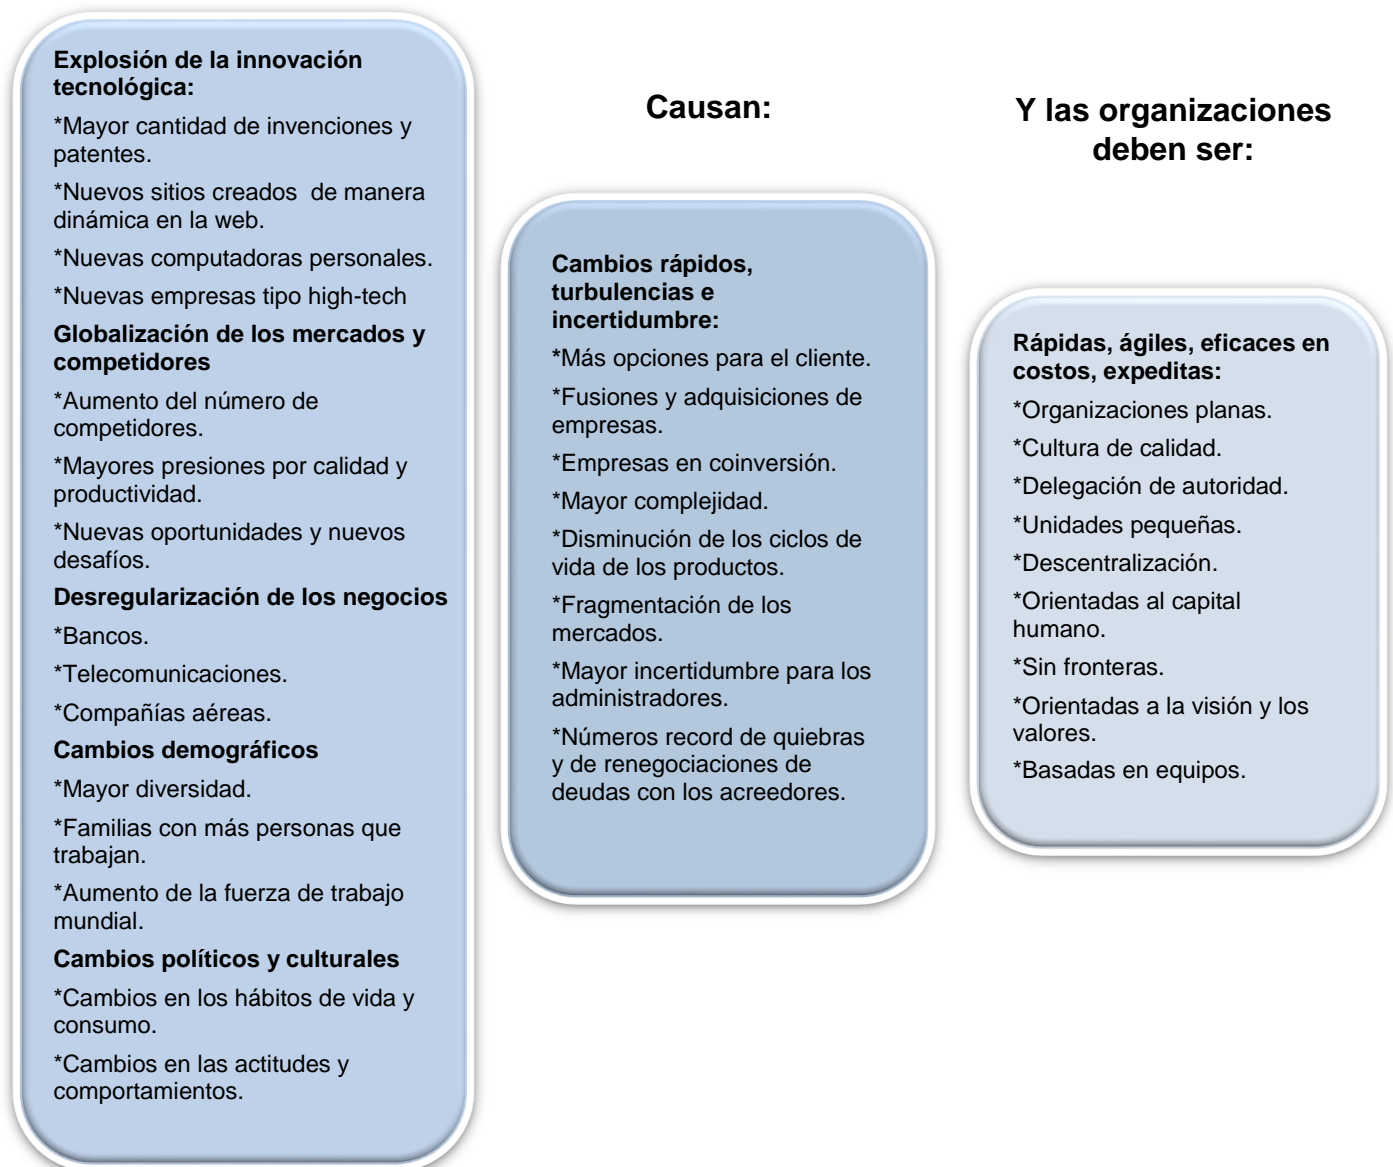 Explosión de la innovación
tecnológica:
*Mayor cantidad de invenciones y
patentes.
*Nuevos sitios creados  de manera
dinámica en la web.
*Nuevas computadoras personales.
*Nuevas empresas tipo high-tech
Globalización de los mercados y
competidores
*Aumento del número de
competidores.
*Mayores presiones por calidad y
productividad.
*Nuevas oportunidades y nuevos
desafíos.
Desregularización de los negocios
*Bancos.
*Telecomunicaciones.
*Compañías aéreas.
Cambios demográficos
*Mayor diversidad.
*Familias con más personas que
trabajan.
*Aumento de la fuerza de trabajo
mundial.
Cambios políticos y culturales
*Cambios en los hábitos de vida y
consumo.
*Cambios en las actitudes y
comportamientos.
Causan:
Cambios rápidos,
turbulencias e
incertidumbre:
*Más opciones para el cliente.
*Fusiones y adquisiciones de
empresas.
*Empresas en coinversión.
*Mayor complejidad.
*Disminución de los ciclos de
vida de los productos.
*Fragmentación de los
mercados.
*Mayor incertidumbre para los
administradores.
*Números record de quiebras
y de renegociaciones de
deudas con los acreedores.
Y las organizaciones
deben ser:
Rápidas, ágiles, eficaces en
costos, expeditas:
*Organizaciones planas.
*Cultura de calidad.
*Delegación de autoridad.
*Unidades pequeñas.
*Descentralización.
*Orientadas al capital
humano.
*Sin fronteras.
*Orientadas a la visión y los
valores.
*Basadas en equipos.